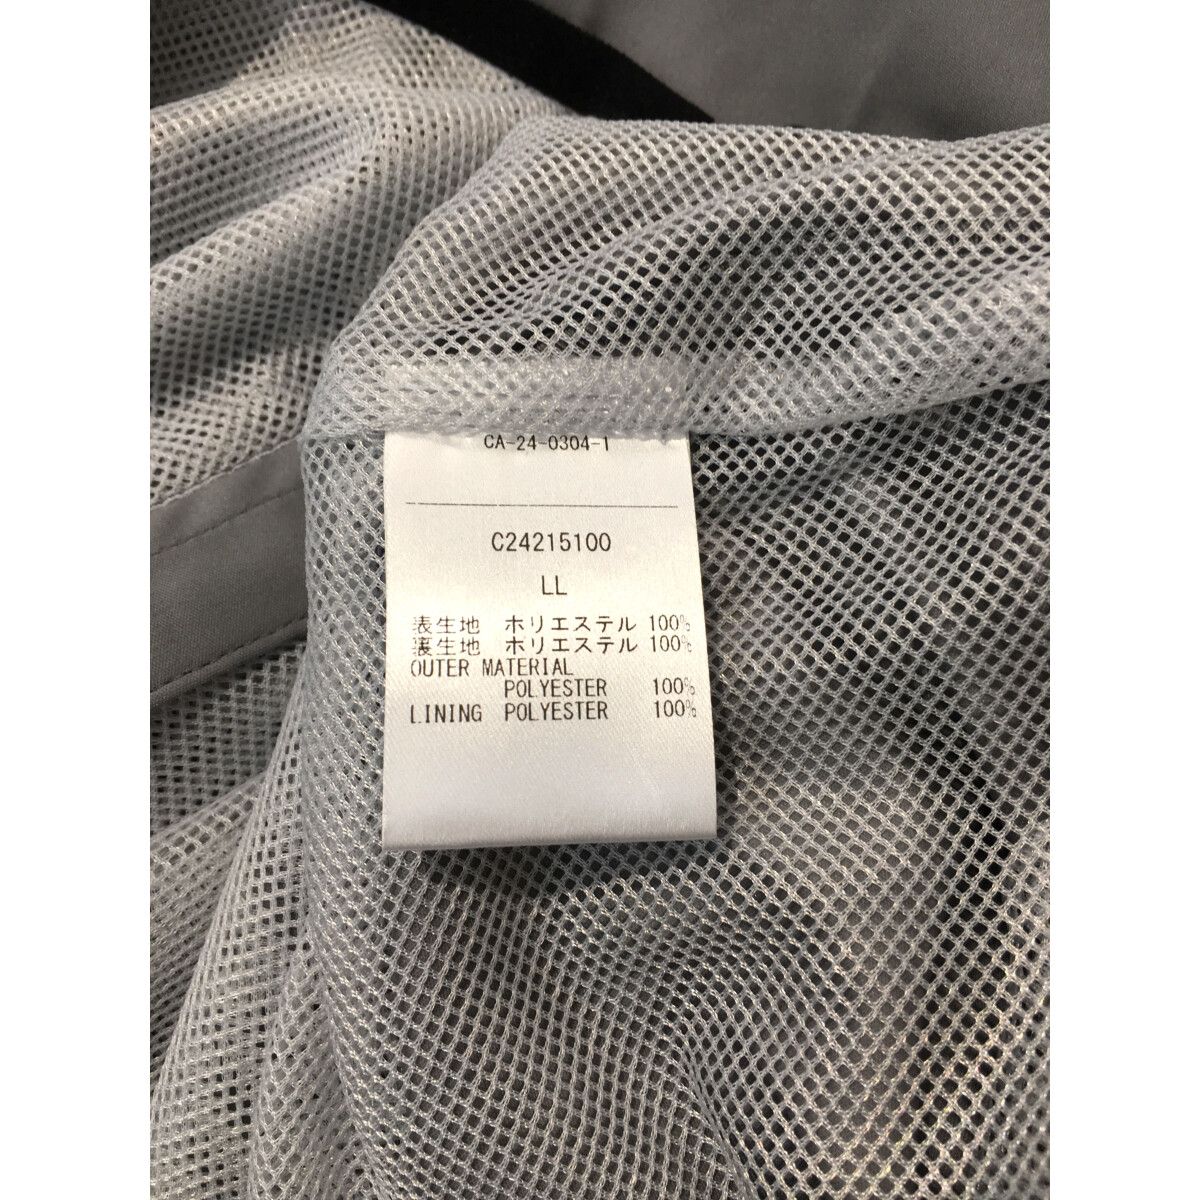 CA-24-0304-1
C24215100
LL
表生地 ポリエステル 100%
裏生地 ポリエステル 100%
OUTER MATERIAL
POLYESTER 100%
LINING POLYESTER 100%